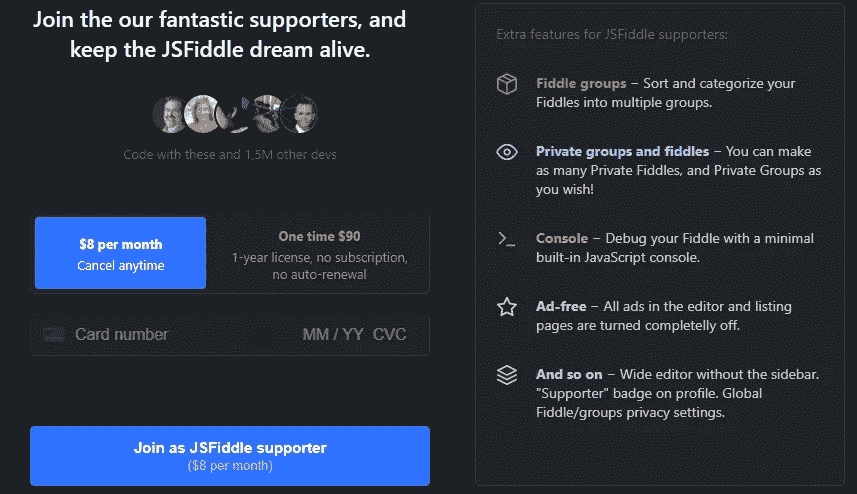 Join the our fantastic supporters, and
keep the JSFiddle dream alive.
Code with these and 1,5M other devs
$8 per month
Cancel anytime
One time $90
1-year license, no subscription,
no auto-renewal
Card number
MM / YY CVC
Join as JSFiddle supporter
($8 per month)
Extra features for JSFiddle supporters:
Fiddle groups – Sort and categorize your
Fiddles into multiple groups.
Private groups and fiddles – You can make
as many Private Fiddles, and Private Groups as
you wish!
Console – Debug your Fiddle with a minimal
built-in JavaScript console.
Ad-free – All ads in the editor and listing
pages are turned completelly off.
And so on – Wide editor without the sidebar.
"Supporter" badge on profile. Global
Fiddle/groups privacy settings.